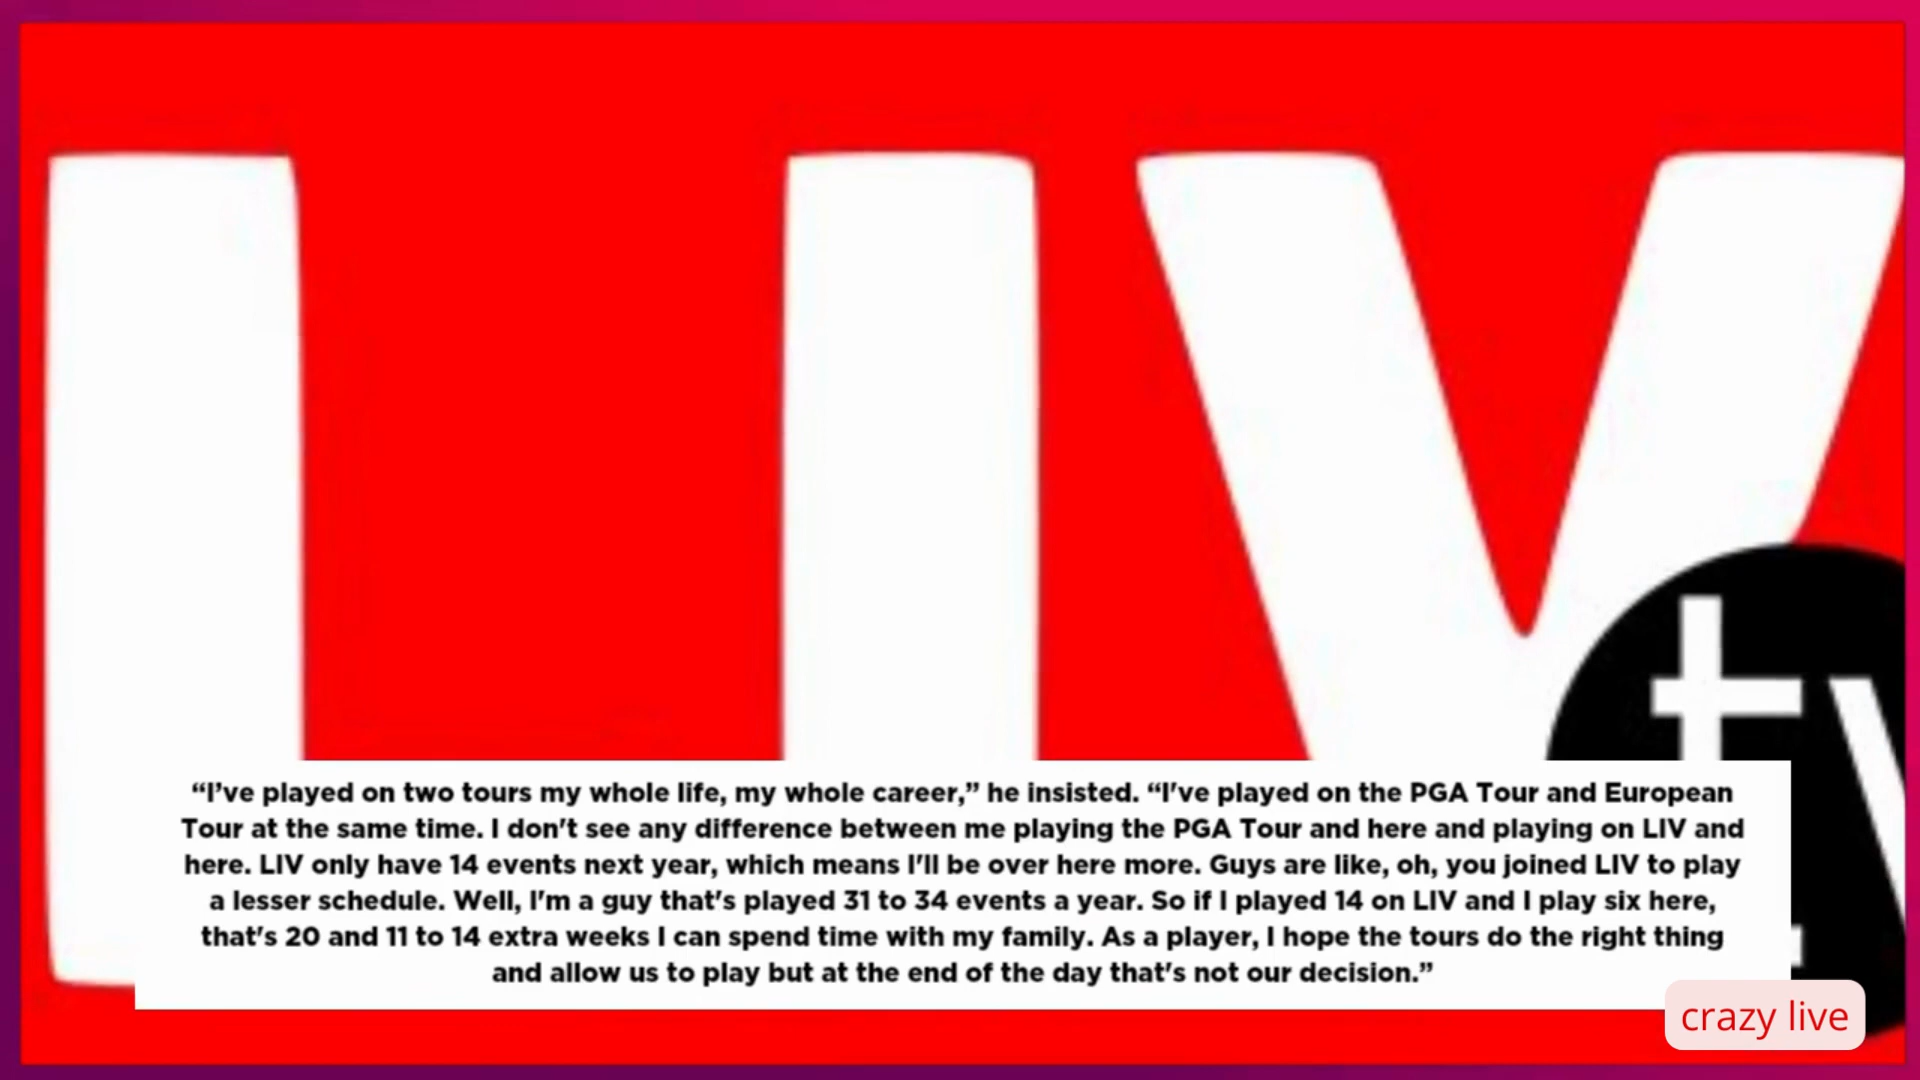 LIV
tv
“I’ve played on two tours my whole life, my whole career,” he insisted. “I've played on the PGA Tour and European
Tour at the same time. I don't see any difference between me playing the PGA Tour and here and playing on LIV and
here. LIV only have 14 events next year, which means I'll be over here more. Guys are like, oh, you joined LIV to play
a lesser schedule. Well, I'm a guy that's played 31 to 34 events a year. So if I played 14 on LIV and I play six here,
that's 20 and 11 to 14 extra weeks I can spend time with my family. As a player, I hope the tours do the right thing
and allow us to play but at the end of the day that's not our decision.”
crazy live